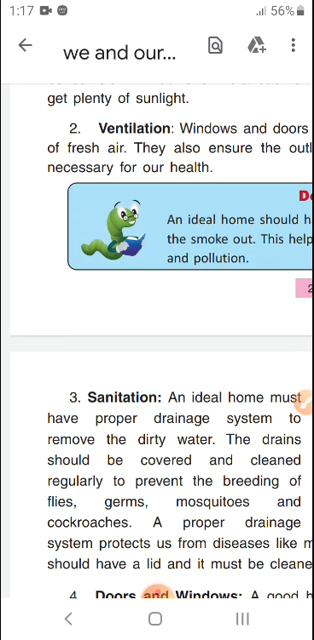 1:17 56%
we and our...
get plenty of sunlight.
2. Ventilation: Windows and doors
of fresh air. They also ensure the
necessary for our health.
An ideal home should
the smoke out. This help
and pollution.
2
3. Sanitation: An ideal home must
have proper drainage system to
remove the dirty water. The drains
should be covered and cleaned
regularly to prevent the breeding of
flies, germs, mosquitoes and
cockroaches. A proper drainage
system protects us from diseases like
should have a lid and it must be cleane
4. Doors and Windows: A good